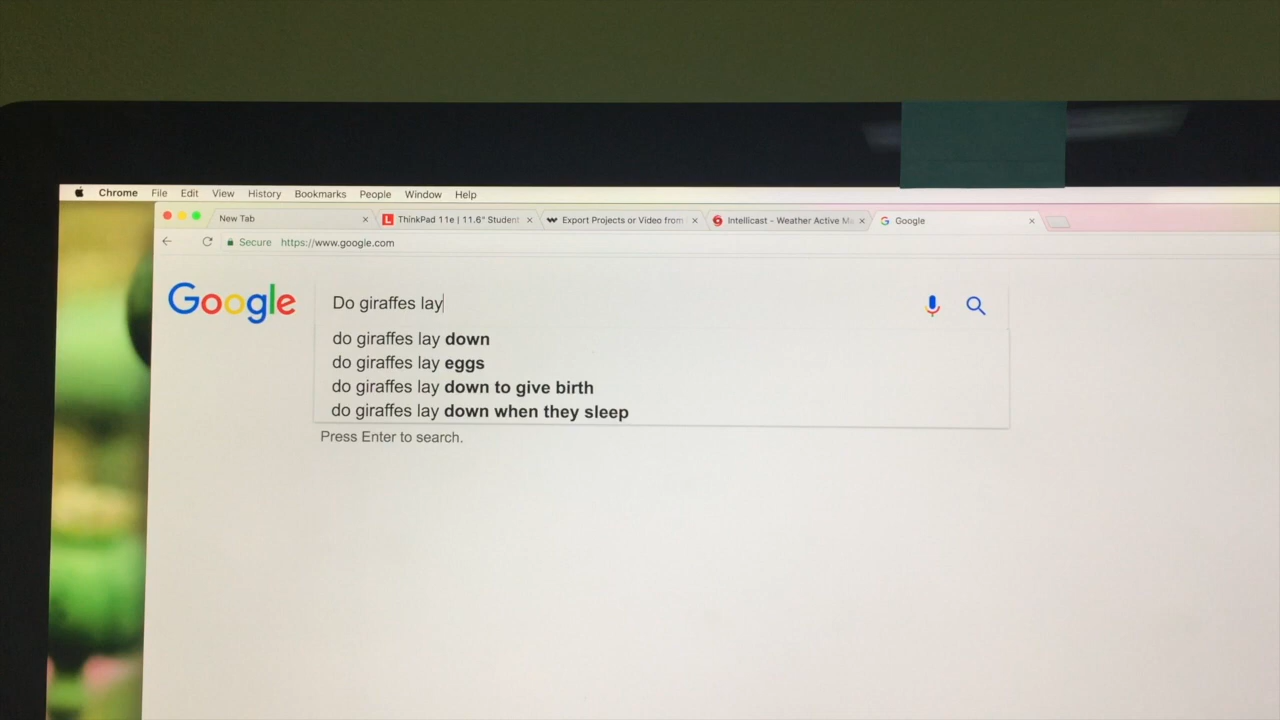 Chrome File Edit View History Bookmarks People Window Help
New Tab ThinkPad 11e | 11.6" Student Export Projects or Video from Intellicast - Weather Active Ma Google
Secure https://www.google.com
Google Do giraffes lay
do giraffes lay down
do giraffes lay eggs
do giraffes lay down to give birth
do giraffes lay down when they sleep
Press Enter to search.